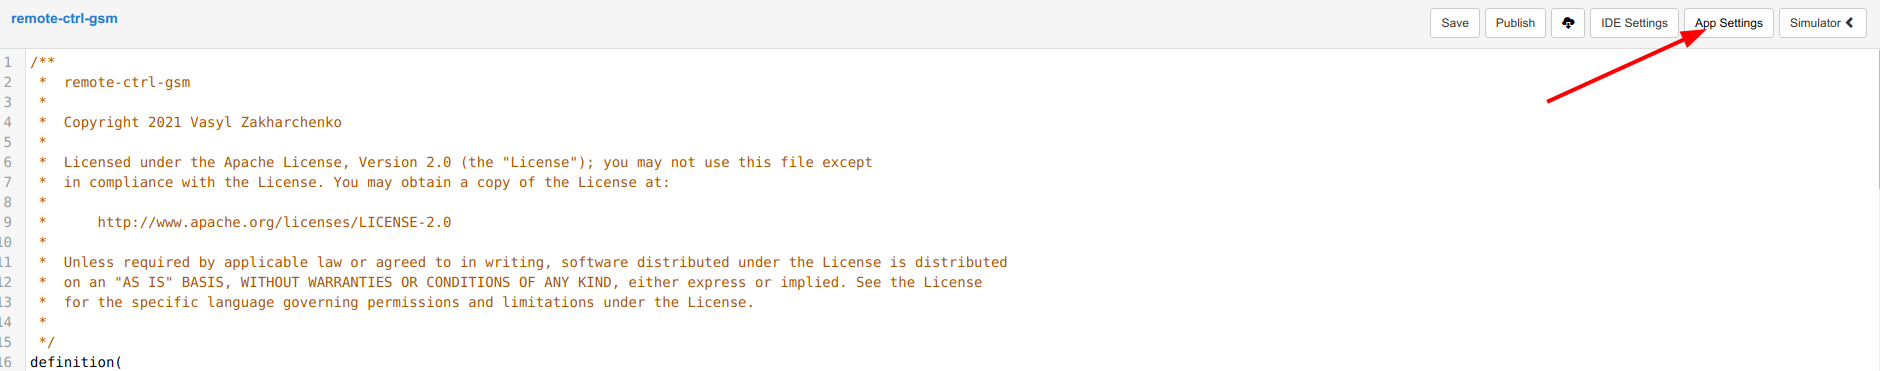 remote-ctrl-gsm
Save Publish IDE Settings App Settings Simulator
1 /**
2 * remote-ctrl-gsm
3 *
4 * Copyright 2021 Vasyl Zakharchenko
5 *
6 * Licensed under the Apache License, Version 2.0 (the "License"); you may not use this file except
7 * in compliance with the License. You may obtain a copy of the License at:
8 *
9 * http://www.apache.org/licenses/LICENSE-2.0
10 *
11 * Unless required by applicable law or agreed to in writing, software distributed under the License is distributed
12 * on an "AS IS" BASIS, WITHOUT WARRANTIES OR CONDITIONS OF ANY KIND, either express or implied. See the License
13 * for the specific language governing permissions and limitations under the License.
14 *
15 */
16 definition(